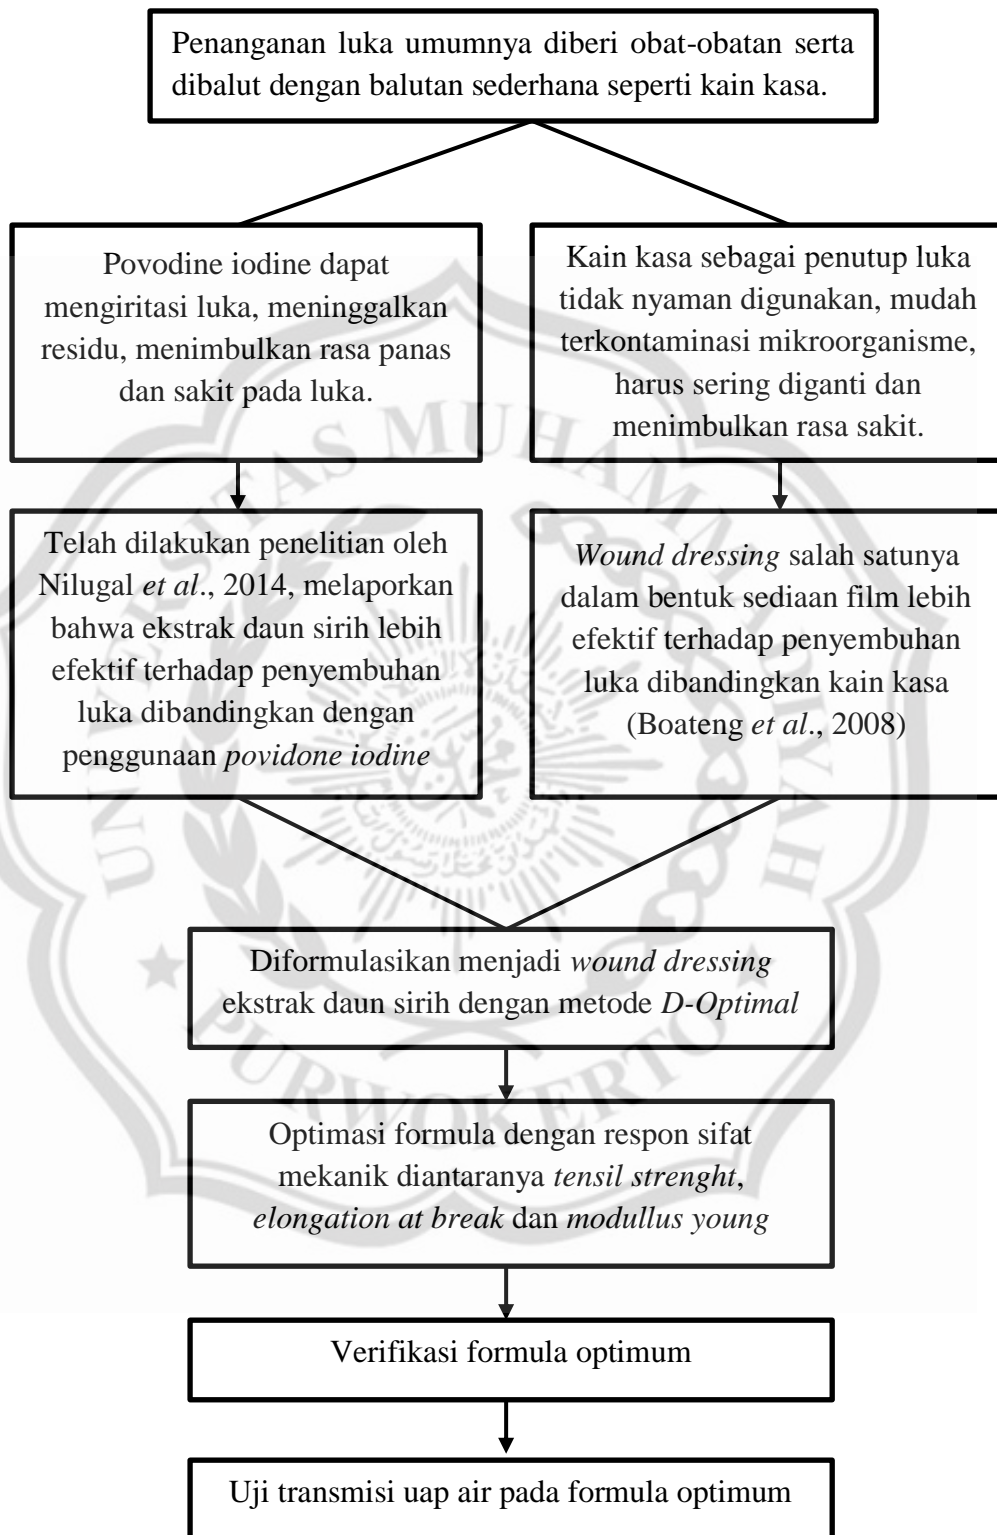 Penanganan luka umumnya diberi obat-obatan serta
dibalut dengan balutan sederhana seperti kain kasa.
Povodine iodine dapat
mengiritasi luka, meninggalkan
residu, menimbulkan rasa panas
dan sakit pada luka.
Kain kasa sebagai penutup luka
tidak nyaman digunakan, mudah
terkontaminasi mikroorganisme,
harus sering diganti dan
menimbulkan rasa sakit.
Telah dilakukan penelitian oleh
Nilugal et al., 2014, melaporkan
bahwa ekstrak daun sirih lebih
efektif terhadap penyembuhan
luka dibandingkan dengan
penggunaan povidone iodine
Wound dressing salah satunya
dalam bentuk sediaan film lebih
efektif terhadap penyembuhan
luka dibandingkan kain kasa
(Boateng et al., 2008)
Diformulasikan menjadi wound dressing
ekstrak daun sirih dengan metode D-Optimal
Optimasi formula dengan respon sifat
mekanik diantaranya tensil strenght,
elongation at break dan modullus young
Verifikasi formula optimum
Uji transmisi uap air pada formula optimum
UNIVERSITAS MUHAMMADIYAH
PURWOKERTO